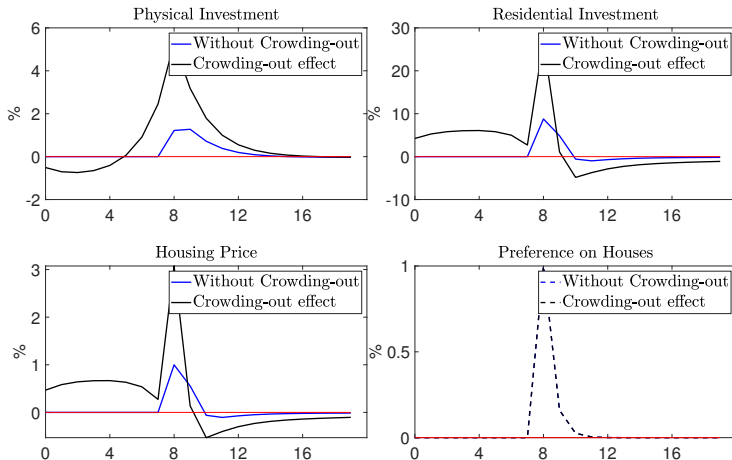 Physical Investment
Residential Investment
6
4
2
0
-2
%
Without Crowding-out
Crowding-out effect
0 4 8 12 16
30
20
10
0
-10
%
Without Crowding-out
Crowding-out effect
0 4 8 12 16
Housing Price
Preference on Houses
3
2
1
0
%
Without Crowding-out
Crowding-out effect
0 4 8 12 16
1
0.5
0
%
Without Crowding-out
Crowding-out effect
0 4 8 12 16